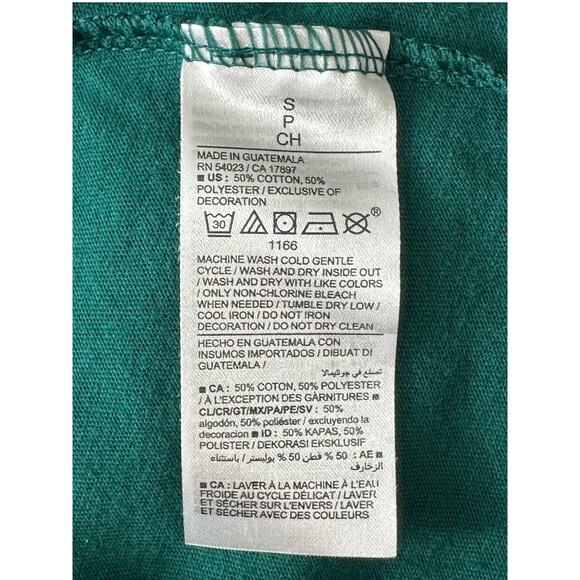 S
P
CH
MADE IN GUATEMALA
RN 54023 / CA 17897
■ US : 50% COTTON, 50%
POLYESTER / EXCLUSIVE OF
DECORATION
30
®
1166
MACHINE WASH COLD GENTLE
CYCLE / WASH AND DRY INSIDE OUT
/ WASH AND DRY WITH LIKE COLORS
/ ONLY NON-CHLORINE BLEACH
WHEN NEEDED / TUMBLE DRY LOW /
COOL IRON / DO NOT IRON
DECORATION / DO NOT DRY CLEAN
HECHO EN GUATEMALA CON
INSUMOS IMPORTADOS / DIBUAT DI
GUATEMALA /
تصنع في جوتيمالا
■ CA : 50% COTON, 50% POLYESTER
/ À L'EXCEPTION DES GARNITURES ■
CL/CR/GT/MX/PA/PE/SV : 50%
algodón, 50% poliéster / excluyendo la
decoracion ■ ID : 50% KAPAS, 50%
POLISTER / DEKORASI EKSKLUSIF
■ AE : 50 % قطن 50 % بوليستر / باستثناء
الزخارف
■ CA : LAVER À LA MACHINE À L'EAU
FROIDE AU CYCLE DÉLICAT / LAVER
ET SÉCHER SUR L'ENVERS / LAVER
ET SÉCHER AVEC DES COULEURS